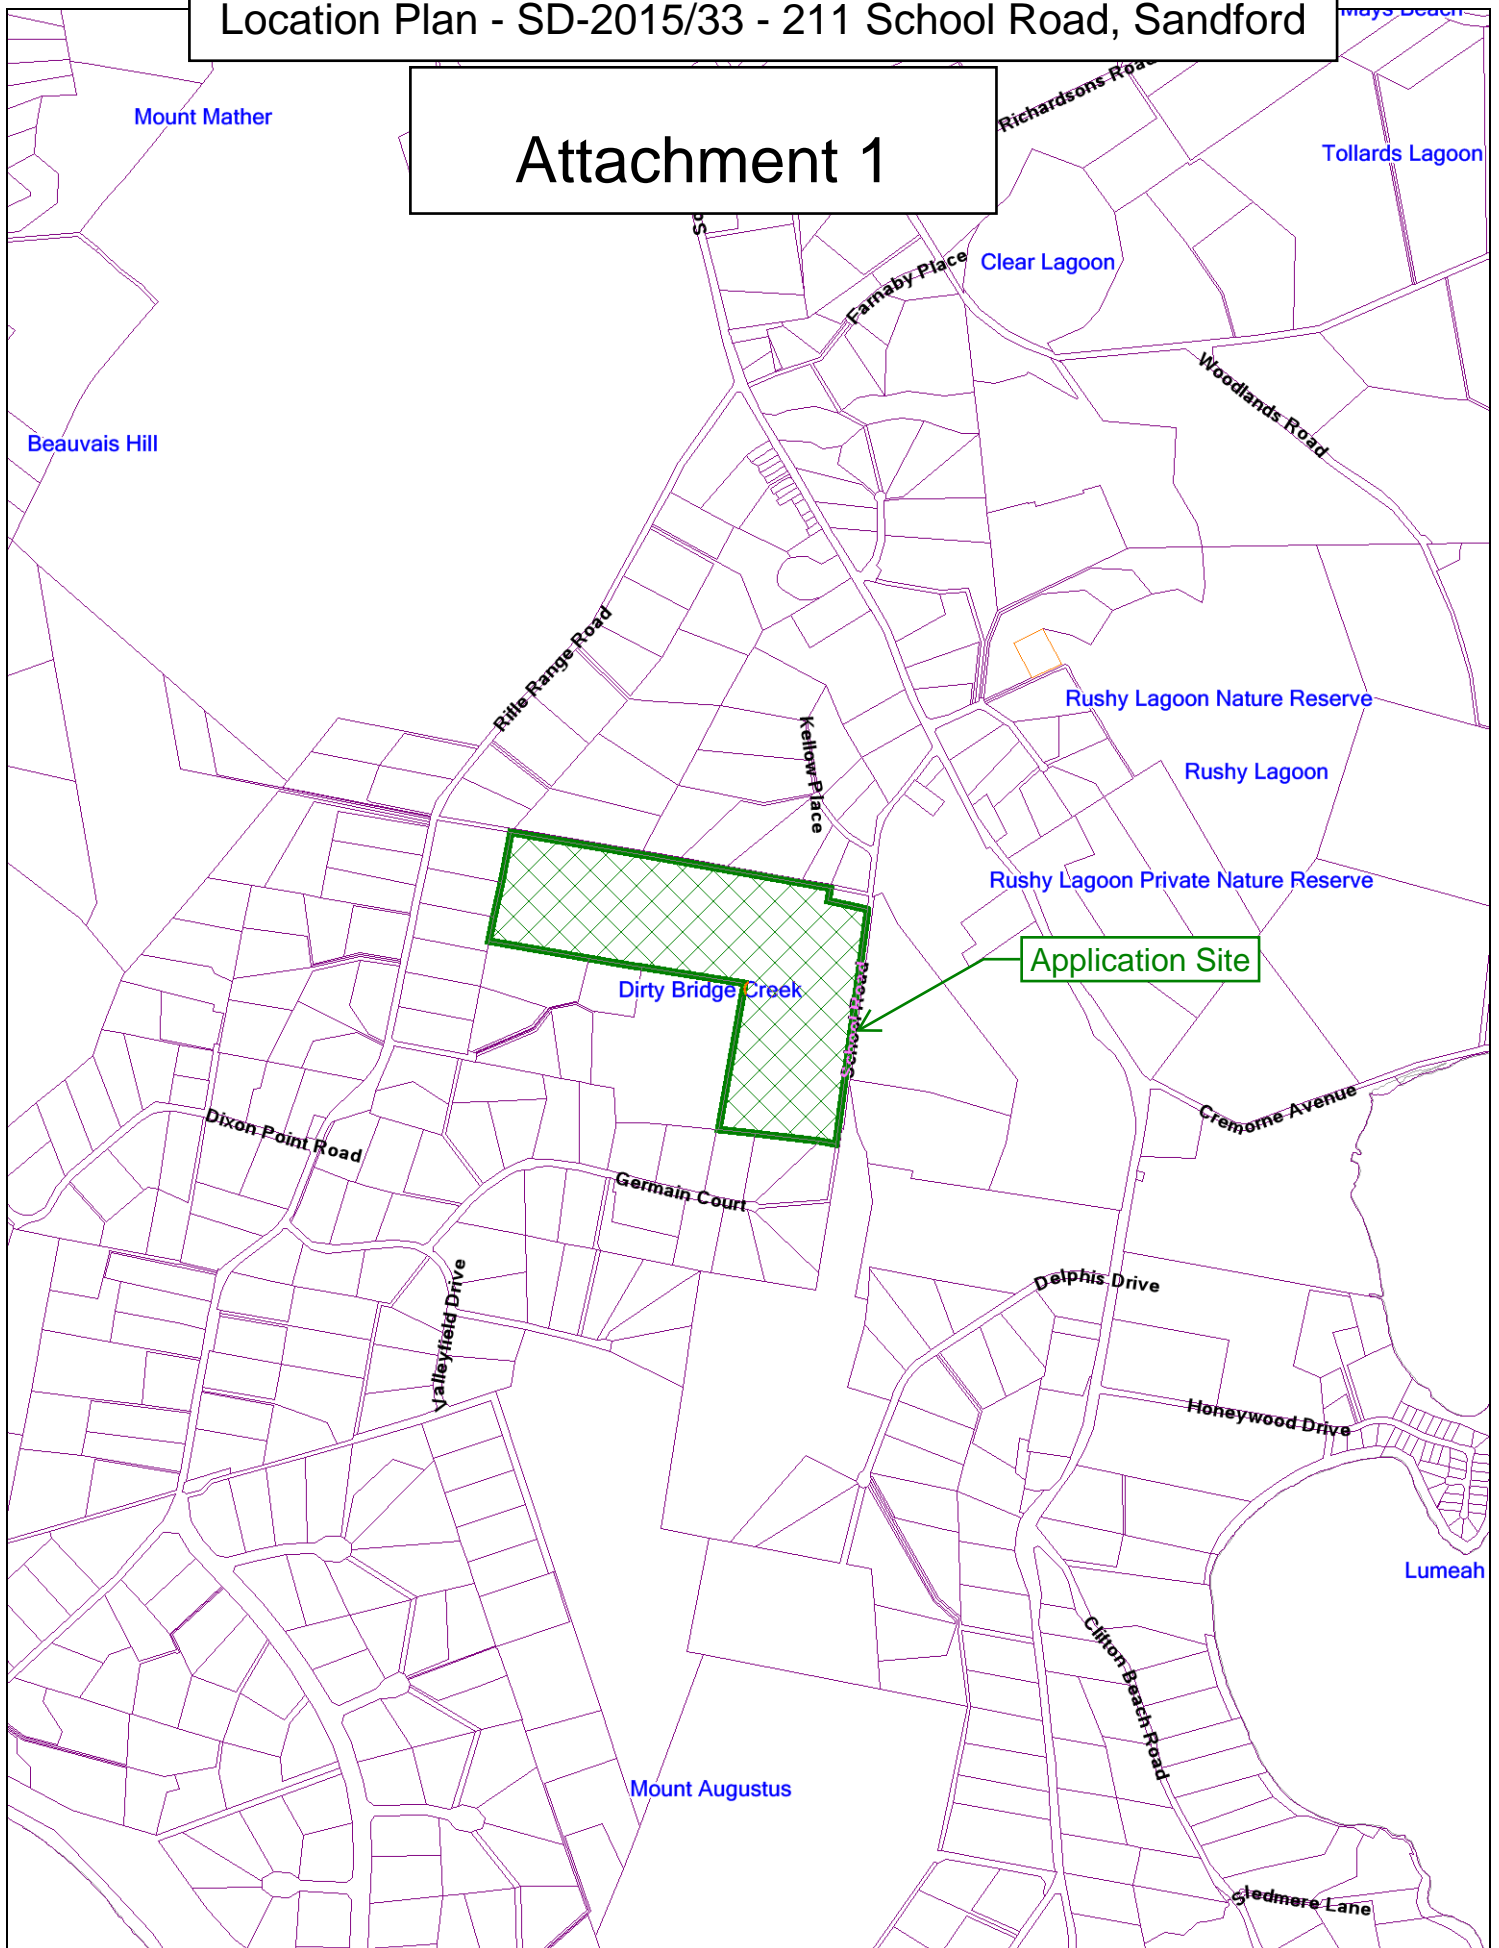 Location Plan - SD-2015/33 - 211 School Road, Sandford
Mays Beach
Attachment 1
Richardsons Road
Mount Mather
Tollards Lagoon
So
Clear Lagoon
Farnaby Place
Woodlands Road
Beauvais Hill
Rifle Range Road
Rushy Lagoon Nature Reserve
Kellow Place
Rushy Lagoon
Rushy Lagoon Private Nature Reserve
Application Site
Dirty Bridge Creek
School Road
Cremorne Avenue
Dixon Point Road
Germain Court
Delphis Drive
Valleyfield Drive
Honeywood Drive
Lumeah
Clifton Beach Road
Mount Augustus
Sledmere Lane